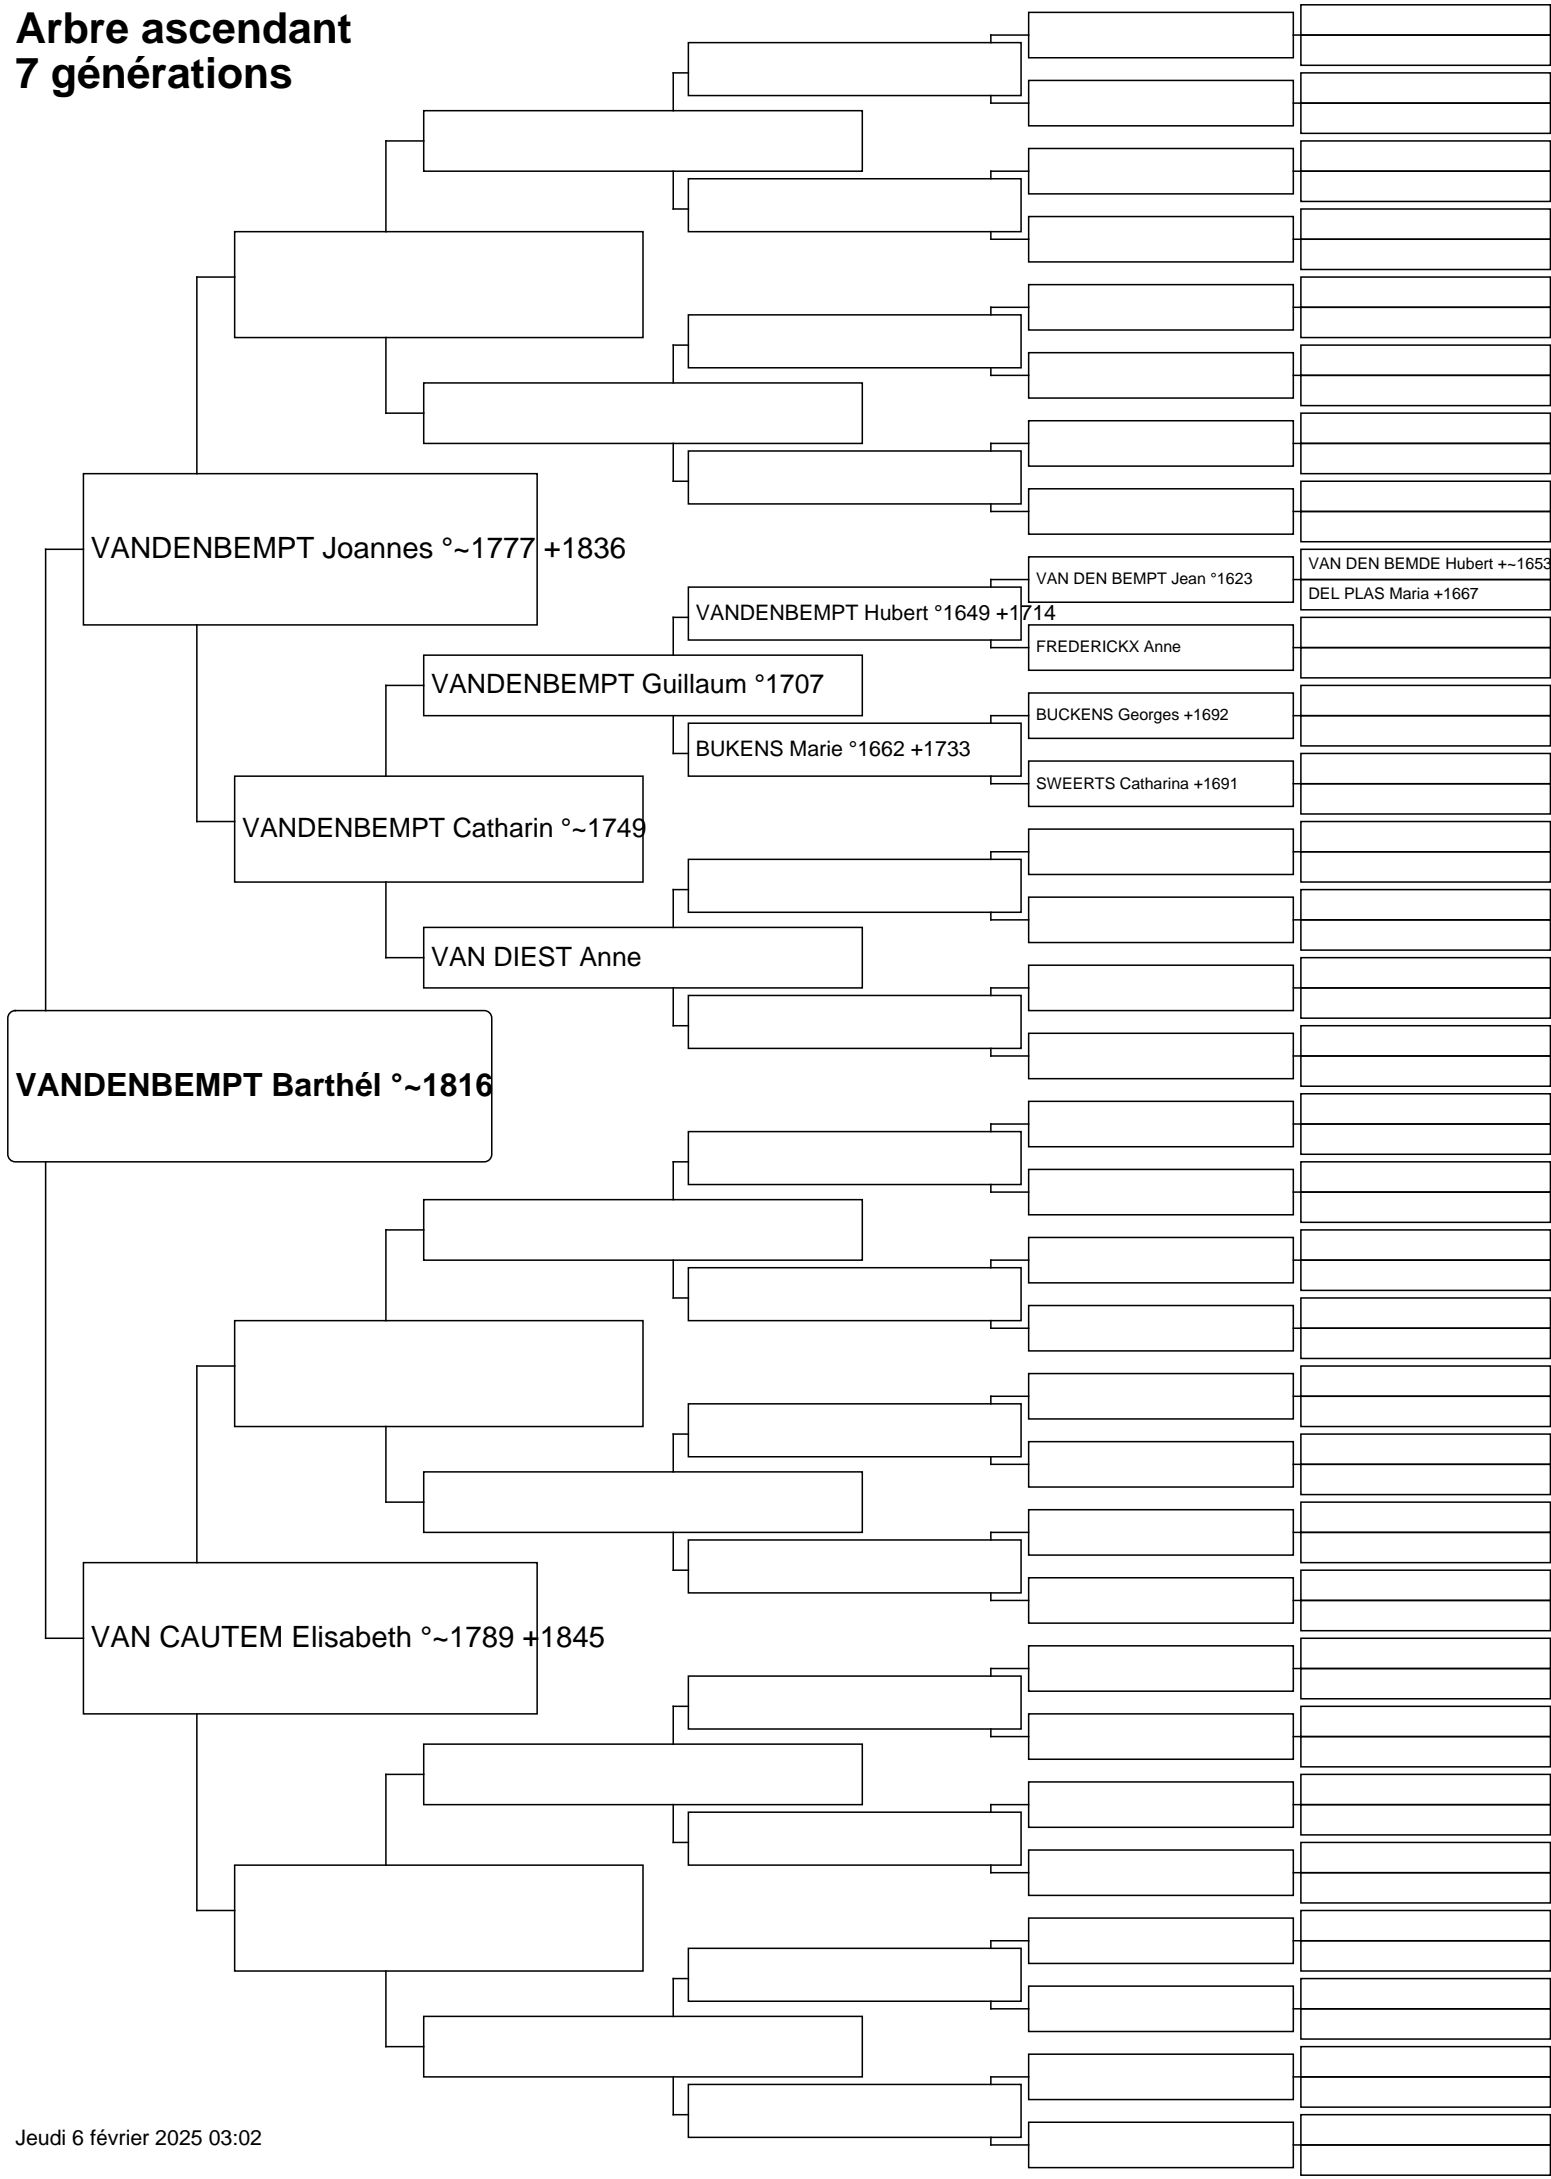 Arbre ascendant
7 générations
VANDENBEMPT Joannes °~1777 +1836
VAN DEN BEMDE Hubert +~1653
VAN DEN BEMPT Jean °1623
DEL PLAS Maria +1667
VANDENBEMPT Hubert °1649 +1714
FREDERICKX Anne
VANDENBEMPT Guillaum °1707
BUCKENS Georges +1692
BUKENS Marie °1662 +1733
SWEERTS Catharina +1691
VANDENBEMPT Catharin °~1749
VAN DIEST Anne
VANDENBEMPT Barthél °~1816
VAN CAUTEM Elisabeth °~1789 +1845
Jeudi 6 février 2025 03:02